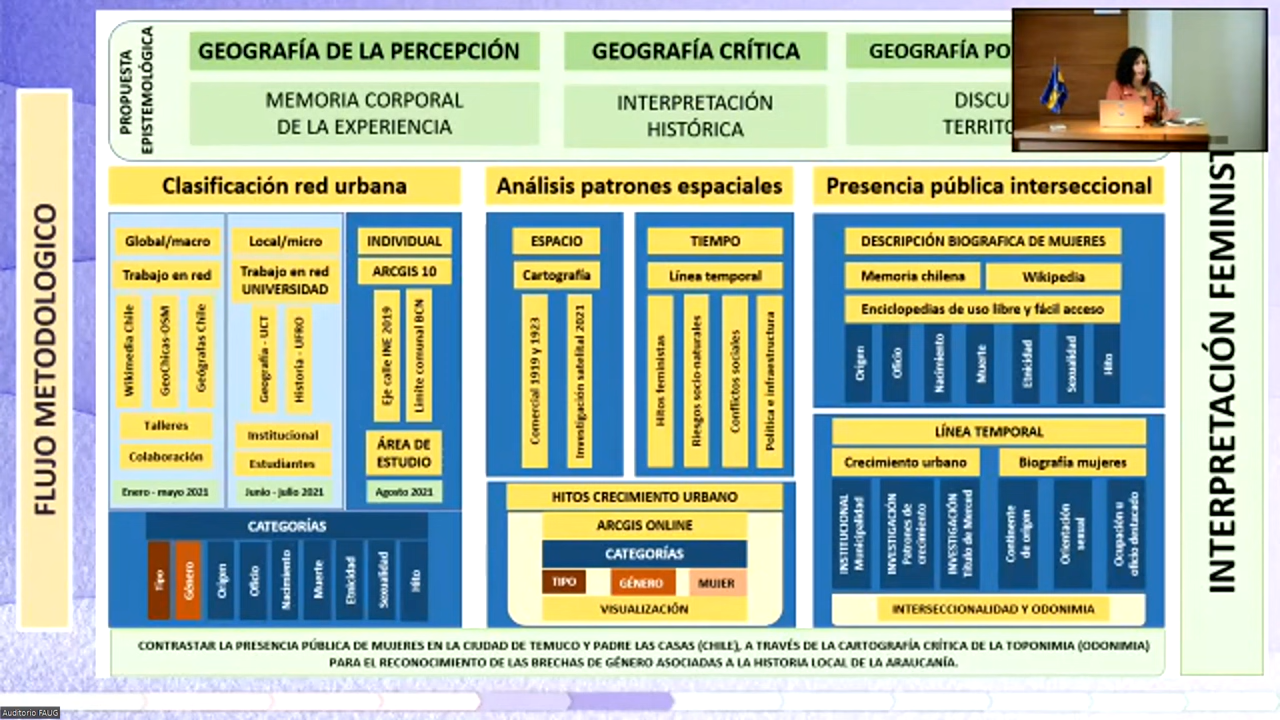 FLUJO METODOLOGICO
PROPUESTA
EPISTEMOLÓGICA
GEOGRAFÍA DE LA PERCEPCIÓN
MEMORIA CORPORAL
DE LA EXPERIENCIA
GEOGRAFÍA CRÍTICA
INTERPRETACIÓN
HISTÓRICA
GEOGRAFÍA PO
DISCU
TERRITO
Clasificación red urbana
Global/macro
Trabajo en red
Wikimedia Chile
GeoChicas-OSM
Geógrafas Chile
Talleres
Colaboración
Enero - mayo 2021
Local/micro
Trabajo en red
UNIVERSIDAD
Geografía - UCT
Historia - UFRO
Institucional
Estudiantes
Junio - julio 2021
INDIVIDUAL
ARCGIS 10
Eje calle INE 2019
Límite comunal BCN
ÁREA DE
ESTUDIO
Agosto 2021
CATEGORÍAS
Tipo
Género
Origen
Oficio
Nacimiento
Muerte
Etnicidad
Sexualidad
Hito
Análisis patrones espaciales
ESPACIO
Cartografía
Comercial 1919 y 1923
Investigación satelital 2021
TIEMPO
Línea temporal
Hitos feministas
Riesgos socio-naturales
Conflictos sociales
Política e infraestructura
HITOS CRECIMIENTO URBANO
ARCGIS ONLINE
CATEGORÍAS
TIPO
GÉNERO
MUJER
VISUALIZACIÓN
Presencia pública interseccional
DESCRIPCIÓN BIOGRAFICA DE MUJERES
Memoria chilena
Wikipedia
Enciclopedias de uso libre y fácil acceso
Origen
Oficio
Nacimiento
Muerte
Etnicidad
Sexualidad
Hito
LÍNEA TEMPORAL
Crecimiento urbano
Biografía mujeres
INSTITUCIONAL
Municipalidad
INVESTIGACIÓN
Patrones de
crecimiento
INVESTIGACIÓN
Título de Merced
Continente
de origen
Orientación
sexual
Ocupación u
oficio destacado
INTERSECCIONALIDAD Y ODONIMIA
INTERPRETACIÓN FEMINIST
CONTRASTAR LA PRESENCIA PÚBLICA DE MUJERES EN LA CIUDAD DE TEMUCO Y PADRE LAS CASAS (CHILE), A TRAVÉS DE LA CARTOGRAFÍA CRÍTICA DE LA TOPONIMIA (ODONIMIA)
PARA EL RECONOCIMIENTO DE LAS BRECHAS DE GÉNERO ASOCIADAS A LA HISTORIA LOCAL DE LA ARAUCANÍA.
Auditorio FAUG